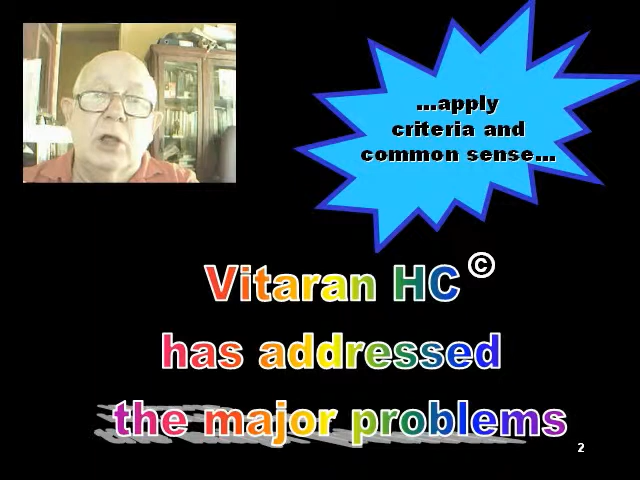 ...apply
criteria and
common sense...
Vitaran HC ©
has addressed
the major problems
2